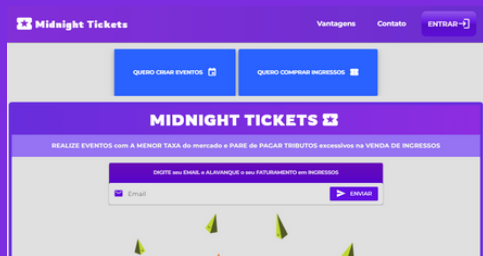 Midnight Tickets
Vantagens
Contato
ENTRAR
QUERO CRIAR EVENTOS
QUERO COMPRAR INGRESSOS
MIDNIGHT TICKETS
REALIZE EVENTOS com A MENOR TAXA do mercado e PARE de PAGAR TRIBUTOS excessivos na VENDA DE INGRESSOS
DIGITE seu EMAIL e ALAVANQUE o seu FATURAMENTO em INGRESSOS
Email
ENVIAR